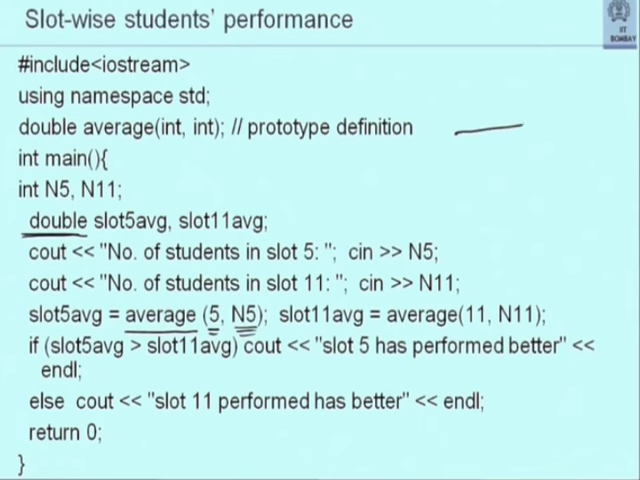 Slot-wise students' performance
IIT
BOMBAY
#include<iostream>
using namespace std;
double average(int, int); // prototype definition
int main(){
int N5, N11;
double slot5avg, slot11avg;
cout << "No. of students in slot 5: "; cin >> N5;
cout << "No. of students in slot 11: "; cin >> N11;
slot5avg = average (5, N5); slot11avg = average(11, N11);
if (slot5avg > slot11avg) cout << "slot 5 has performed better" <<
endl;
else cout << "slot 11 performed has better" << endl;
return 0;
}